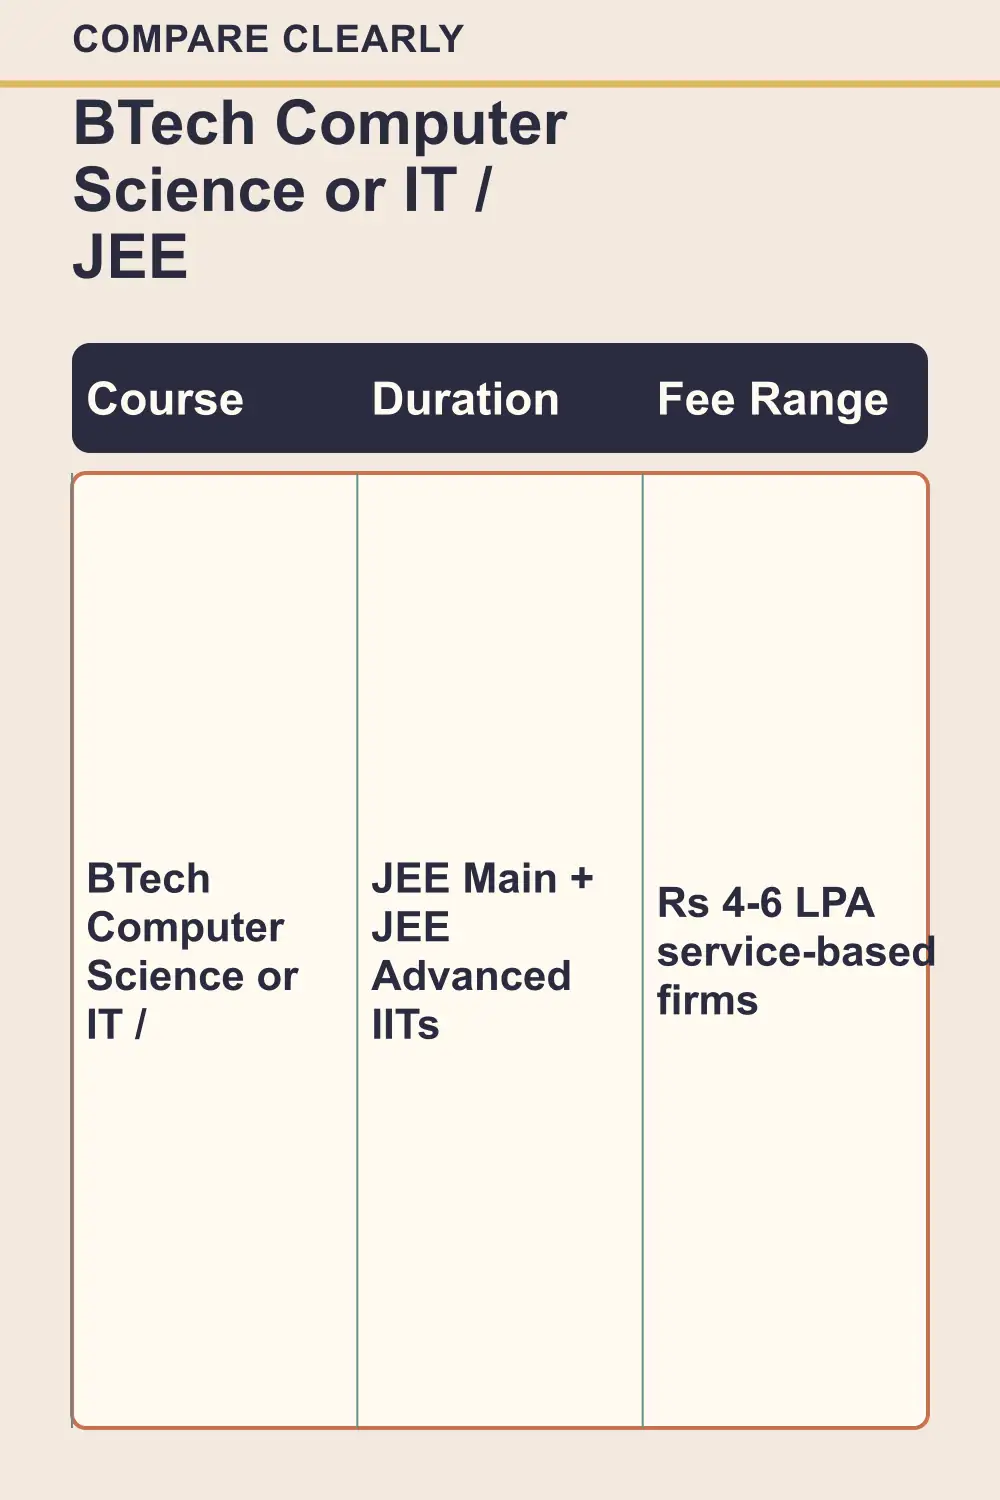 COMPARE CLEARLY
BTech Computer
Science or IT /
JEE
Course Duration Fee Range
BTech
Computer
Science or
IT /
JEE Main +
JEE
Advanced
IITs
Rs 4-6 LPA
service-based
firms